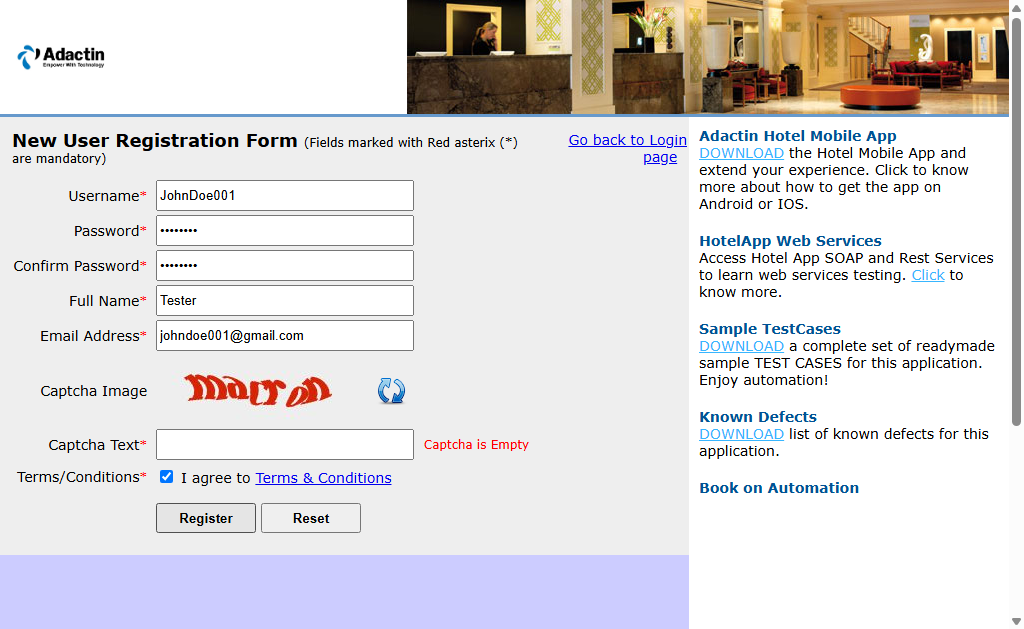 Adactin
Empower With Technology
New User Registration Form (Fields marked with Red asterix (*)
are mandatory)
Go back to Login
page
Username*
JohnDoe001
Password*
••••••••
Confirm Password*
••••••••
Full Name*
Tester
Email Address*
johndoe001@gmail.com
Captcha Image
Captcha Text*
Captcha is Empty
Terms/Conditions*
I agree to Terms & Conditions
Register
Reset
Adactin Hotel Mobile App
DOWNLOAD the Hotel Mobile App and
extend your experience. Click to know
more about how to get the app on
Android or IOS.
HotelApp Web Services
Access Hotel App SOAP and Rest Services
to learn web services testing. Click to
know more.
Sample TestCases
DOWNLOAD a complete set of readymade
sample TEST CASES for this application.
Enjoy automation!
Known Defects
DOWNLOAD list of known defects for this
application.
Book on Automation